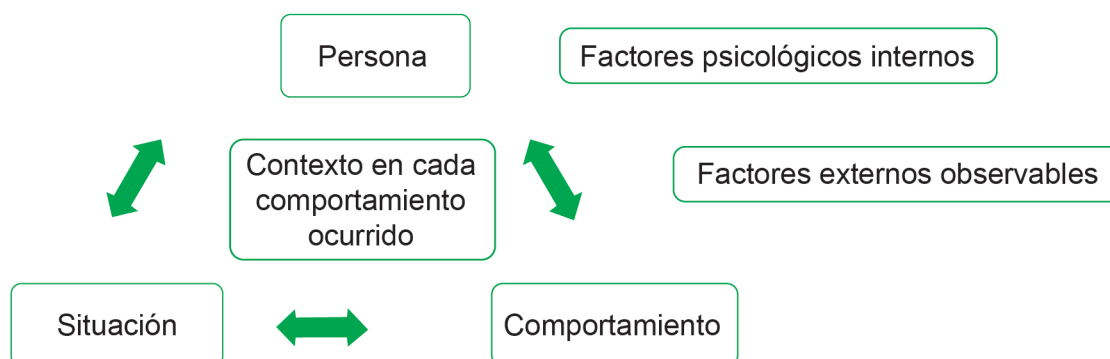 Persona
Factores psicológicos internos
Contexto en cada
comportamiento
ocurrido
Factores externos observables
Situación
Comportamiento